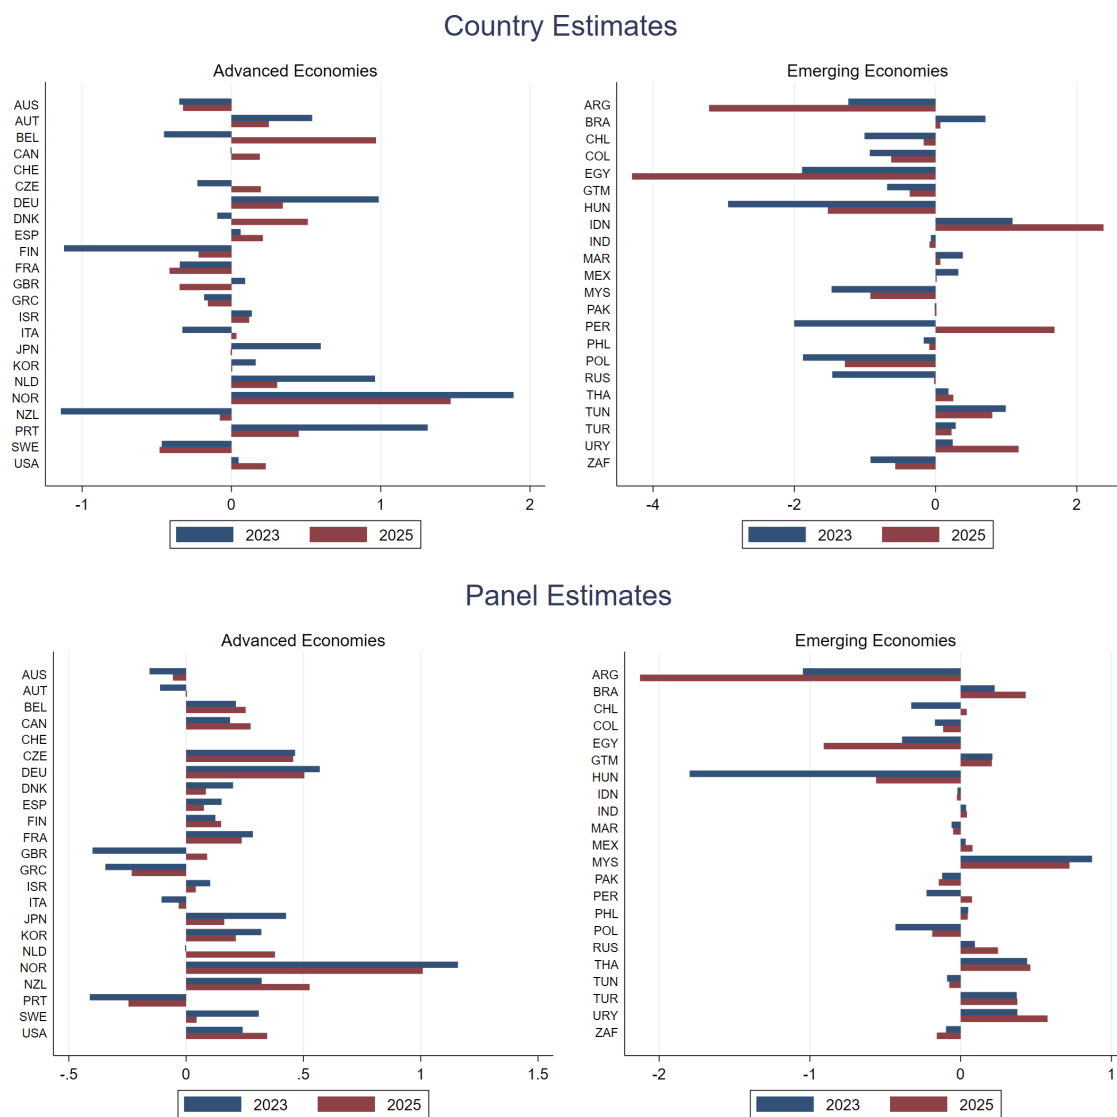 Country Estimates
Advanced Economies
AUS
AUT
BEL
CAN
CHE
CZE
DEU
DNK
ESP
FIN
FRA
GBR
GRC
ISR
ITA
JPN
KOR
NLD
NOR
NZL
PRT
SWE
USA
-1 0 1 2
2023 2025
Emerging Economies
ARG
BRA
CHL
COL
EGY
GTM
HUN
IDN
IND
MAR
MEX
MYS
PAK
PER
PHL
POL
RUS
THA
TUN
TUR
URY
ZAF
-4 -2 0 2
2023 2025
Panel Estimates
Advanced Economies
AUS
AUT
BEL
CAN
CHE
CZE
DEU
DNK
ESP
FIN
FRA
GBR
GRC
ISR
ITA
JPN
KOR
NLD
NOR
NZL
PRT
SWE
USA
-.5 0 .5 1 1.5
2023 2025
Emerging Economies
ARG
BRA
CHL
COL
EGY
GTM
HUN
IDN
IND
MAR
MEX
MYS
PAK
PER
PHL
POL
RUS
THA
TUN
TUR
URY
ZAF
-2 -1 0 1
2023 2025